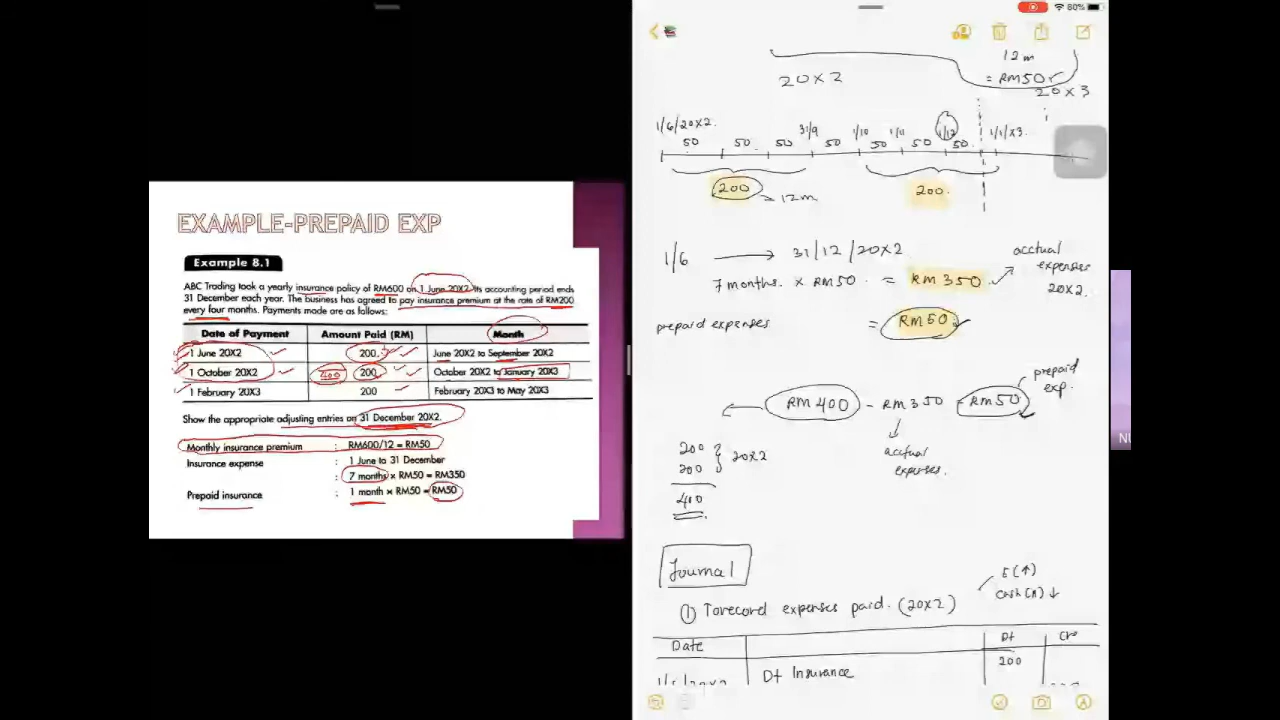 EXAMPLE-PREPAID EXP
Example 8.1
ABC Trading took a yearly insurance policy of RM600 on 1 June 20X2. Its accounting period ends
31 December each year. The business has agreed to pay insurance premium at the rate of RM200
every four months. Payments made are as follows:
Date of Payment Amount Paid (RM) Month
1 June 20X2 200 June 20X2 to September 20X2
1 October 20X2 400 200 October 20X2 to January 20X3
1 February 20X3 200 February 20X3 to May 20X3
Show the appropriate adjusting entries on 31 December 20X2.
Monthly insurance premium : RM600/12 = RM50
Insurance expense : 1 June to 31 December
: 7 months x RM50 = RM350
Prepaid insurance : 1 month x RM50 = RM50
80%
12m
= RM50
20x2
20x3
1/6/20x2. 31/9 1/10 1/11 1/12 1/1/x3.
50 50 50 50 50 50 50
200 200.
12m
1/6 → 31/12/20x2
7 months. x RM50 = RM350
acctual
expenses
20x2.
prepaid expenses = RM50
prepaid
exp.
← RM400 - RM350 = RM50
acctual
expenses.
200
200 } 20x2
400
Journal
① To record expenses paid. (20x2)
E(↑)
Cash(A)↓
Date Dt Cr
Dt Insurance 200